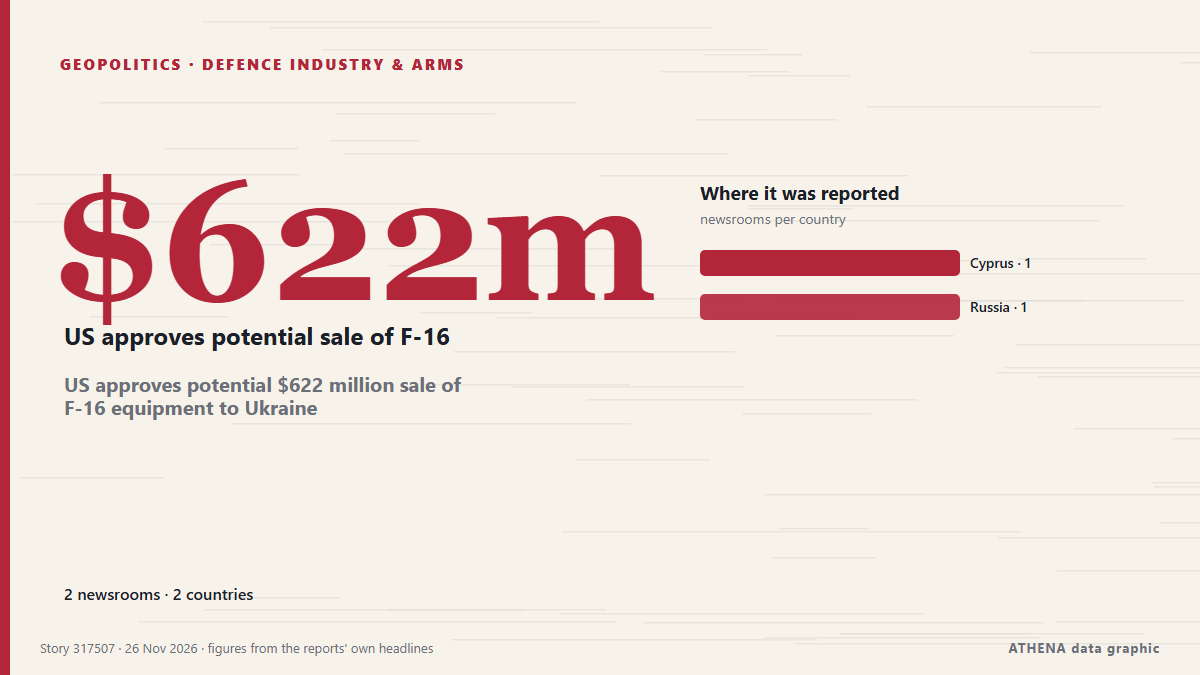 GEOPOLITICS · DEFENCE INDUSTRY & ARMS
$622m
US approves potential sale of F-16
US approves potential $622 million sale of
F-16 equipment to Ukraine
Where it was reported
newsrooms per country
Cyprus · 1
Russia · 1
2 newsrooms · 2 countries
Story 317507 · 26 Nov 2026 · figures from the reports' own headlines
ATHENA data graphic